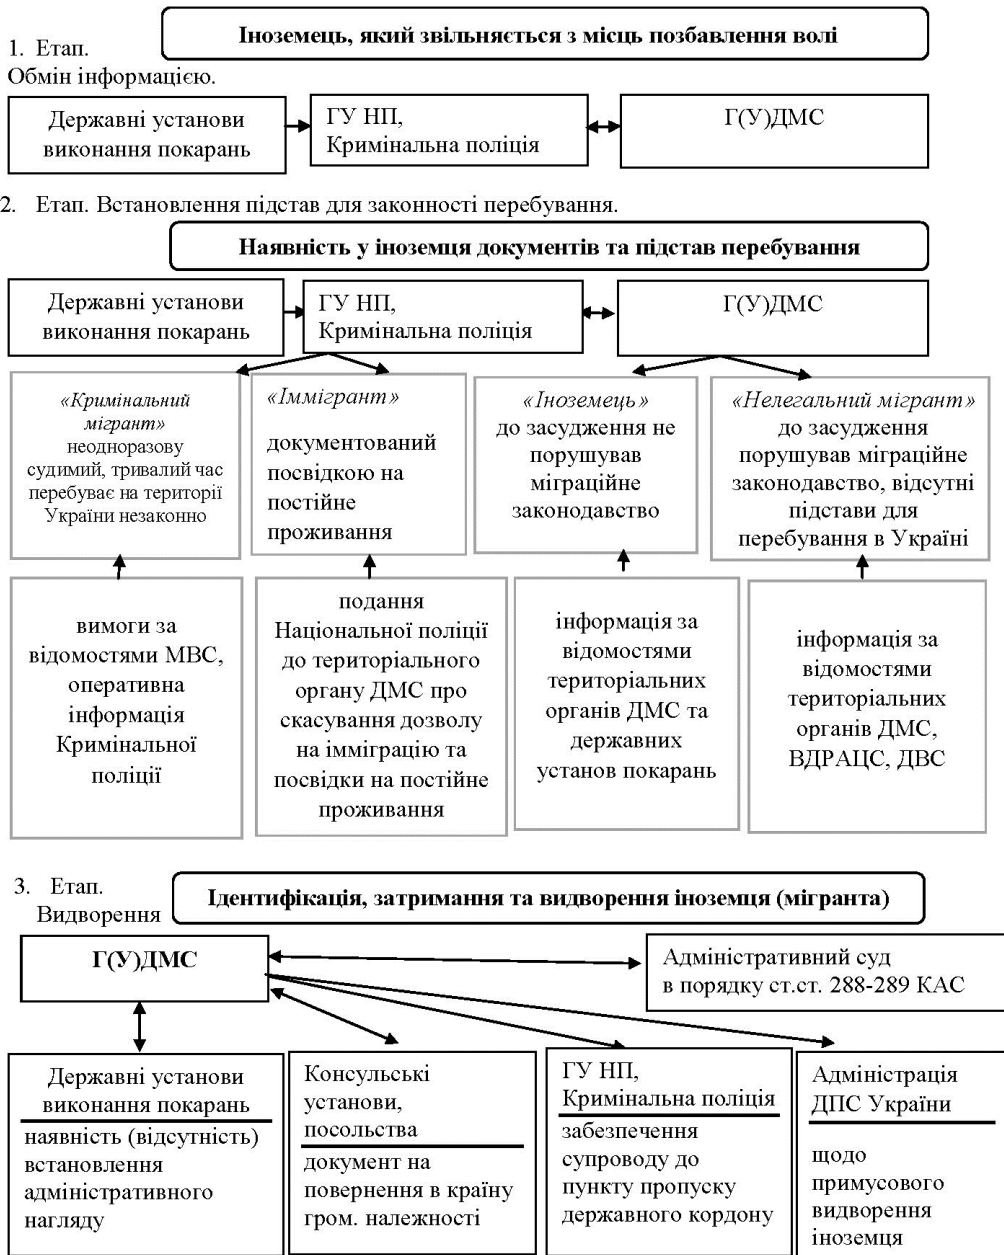 Іноземець, який звільняється з місць позбавлення волі
1. Етап.
Обмін інформацією.
Державні установи
виконання покарань
ГУ НП,
Кримінальна поліція
Г(У)ДМС
2. Етап. Встановлення підстав для законності перебування.
Наявність у іноземця документів та підстав перебування
Державні установи
виконання покарань
ГУ НП,
Кримінальна поліція
Г(У)ДМС
«Кримінальний
мігрант»
неодноразову
судимий, тривалий час
перебуває на території
України незаконно
«Іммігрант»
документований
посвідкою на
постійне
проживання
«Іноземець»
до засудження не
порушував
міграційне
законодавство
«Нелегальний мігрант»
до засудження
порушував міграційне
законодавство, відсутні
підстави для
перебування в Україні
вимоги за
відомостями МВС,
оперативна
інформація
Кримінальної
поліції
подання
Національної поліції
до територіального
органу ДМС про
скасування дозволу
на імміграцію та
посвідки на постійне
проживання
інформація за
відомостями
територіальних
органів ДМС та
державних
установ покарань
інформація за
відомостями
територіальних
органів ДМС,
ВДРАЦС, ДВС
3. Етап.
Видворення
Ідентифікація, затримання та видворення іноземця (мігранта)
Г(У)ДМС
Адміністративний суд
в порядку ст.ст. 288-289 КАС
Державні установи
виконання покарань
наявність (відсутність)
встановлення
адміністративного
нагляду
Консульські
установи,
посольства
документ на
повернення в країну
гром. належності
ГУ НП,
Кримінальна поліція
забезпечення
супроводу до
пункту пропуску
державного кордону
Адміністрація
ДПС України
щодо
примусового
видворення
іноземця